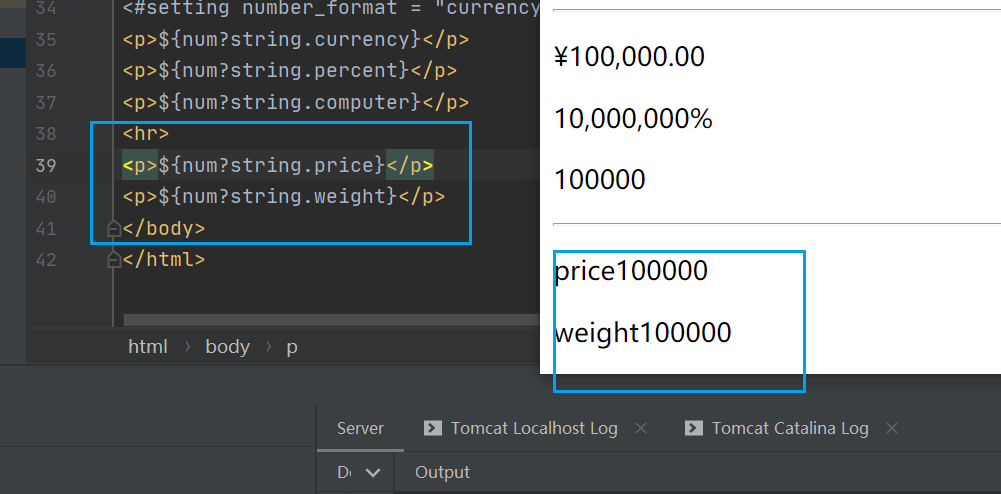 34 <#setting number_format = "currency
35 <p>${num?string.currency}</p>
36 <p>${num?string.percent}</p>
37 <p>${num?string.computer}</p>
38 <hr>
39 <p>${num?string.price}</p>
40 <p>${num?string.weight}</p>
41 </body>
42 </html>
html › body › p
¥100,000.00
10,000,000%
100000
price100000
weight100000
Server Tomcat Localhost Log × Tomcat Catalina Log ×
Output